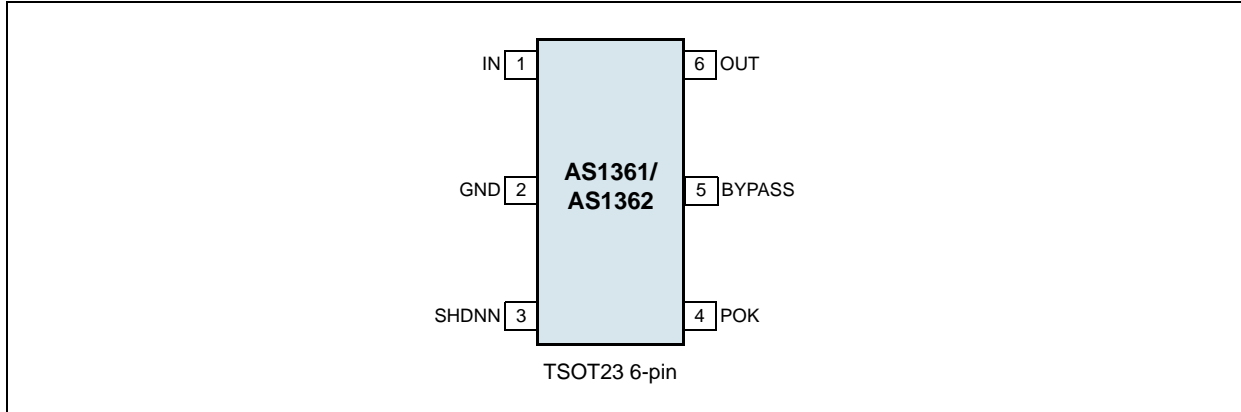 IN 1
6 OUT
AS1361/
AS1362
GND 2
5 BYPASS
SHDNN 3
4 POK
TSOT23 6-pin